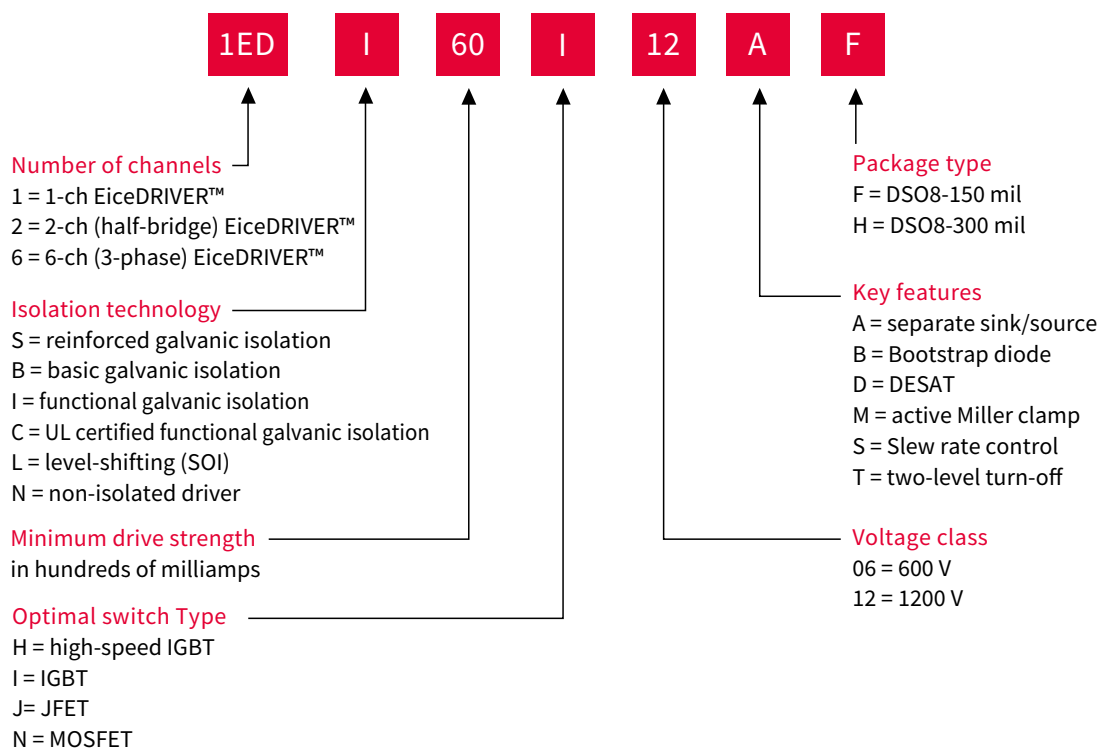 1ED I 60 I 12 A F
Number of channels
1 = 1-ch EiceDRIVER™
2 = 2-ch (half-bridge) EiceDRIVER™
6 = 6-ch (3-phase) EiceDRIVER™
Isolation technology
S = reinforced galvanic isolation
B = basic galvanic isolation
I = functional galvanic isolation
C = UL certified functional galvanic isolation
L = level-shifting (SOI)
N = non-isolated driver
Minimum drive strength
in hundreds of milliamps
Optimal switch Type
H = high-speed IGBT
I = IGBT
J= JFET
N = MOSFET
Package type
F = DSO8-150 mil
H = DSO8-300 mil
Key features
A = separate sink/source
B = Bootstrap diode
D = DESAT
M = active Miller clamp
S = Slew rate control
T = two-level turn-off
Voltage class
06 = 600 V
12 = 1200 V